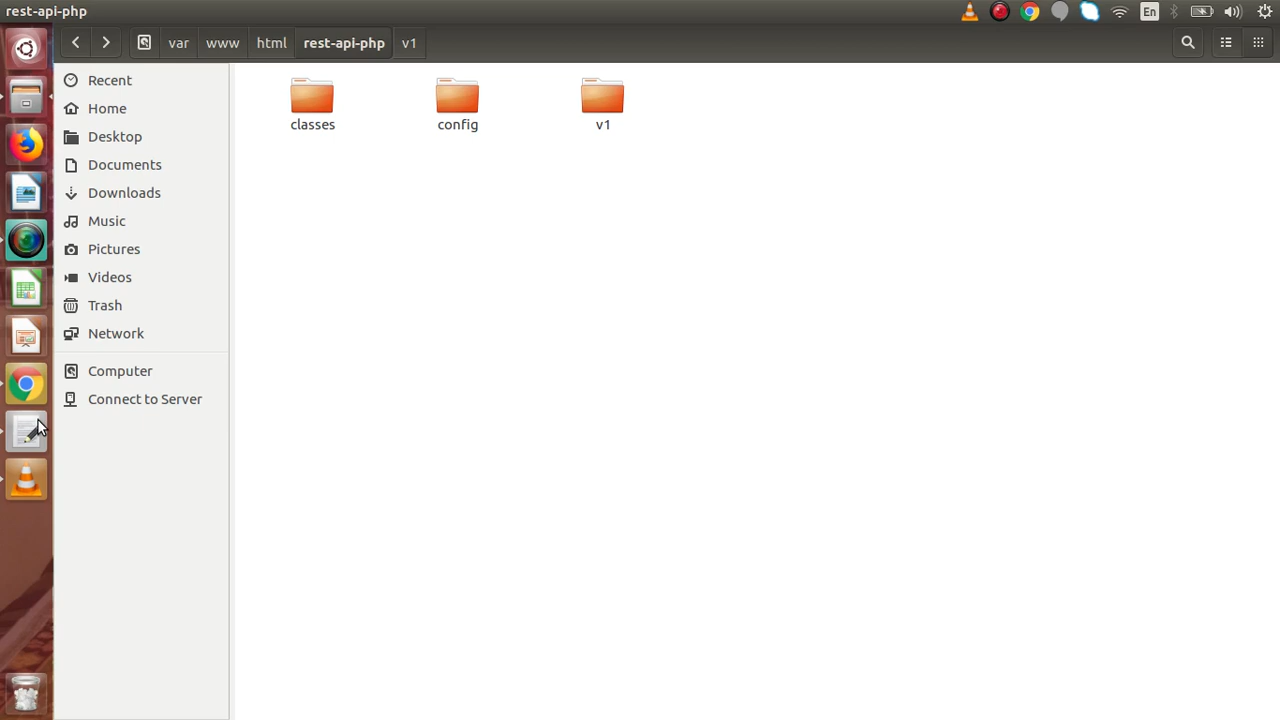 rest-api-php
En
var
www
html
rest-api-php
v1
Recent
Home
Desktop
Documents
Downloads
Music
Pictures
Videos
Trash
Network
Computer
Connect to Server
classes
config
v1